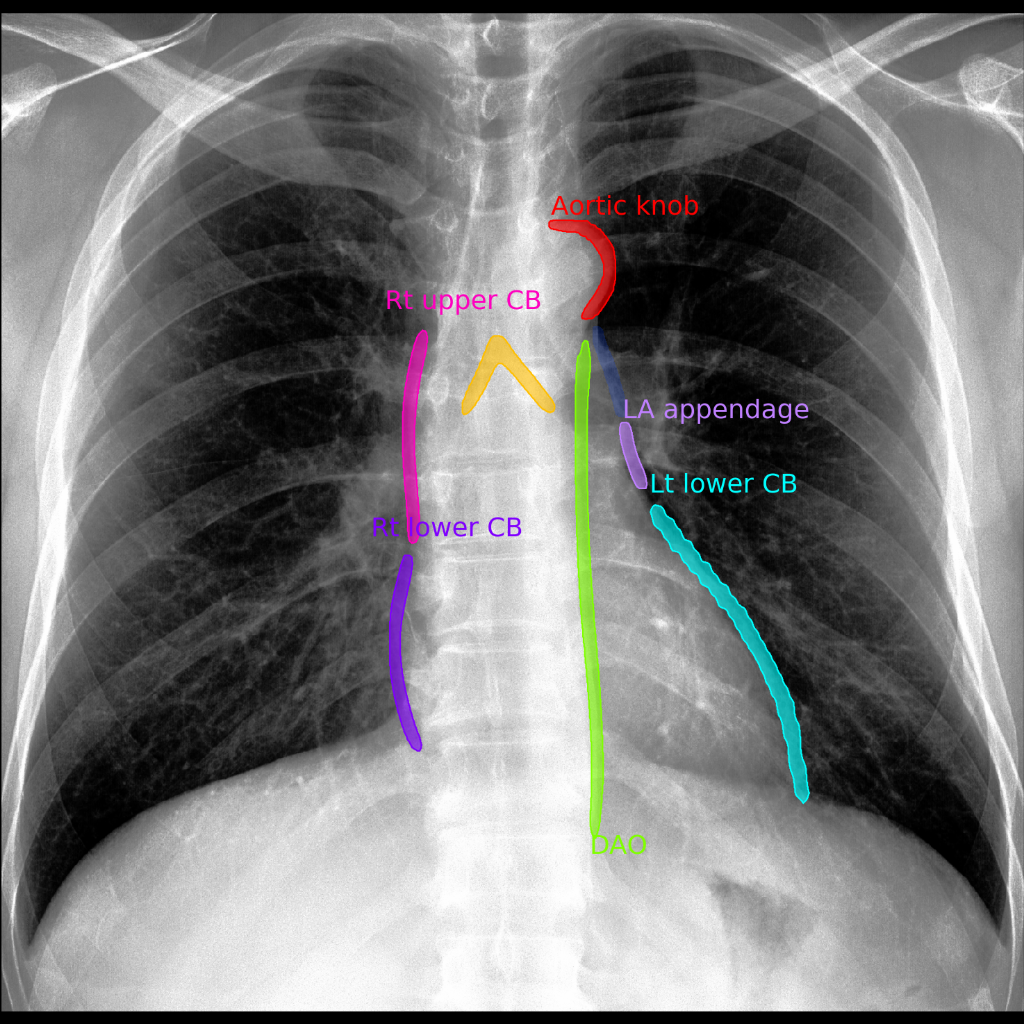 Aortic knob
Rt upper CB
LA appendage
Lt lower CB
Rt lower CB
DAO